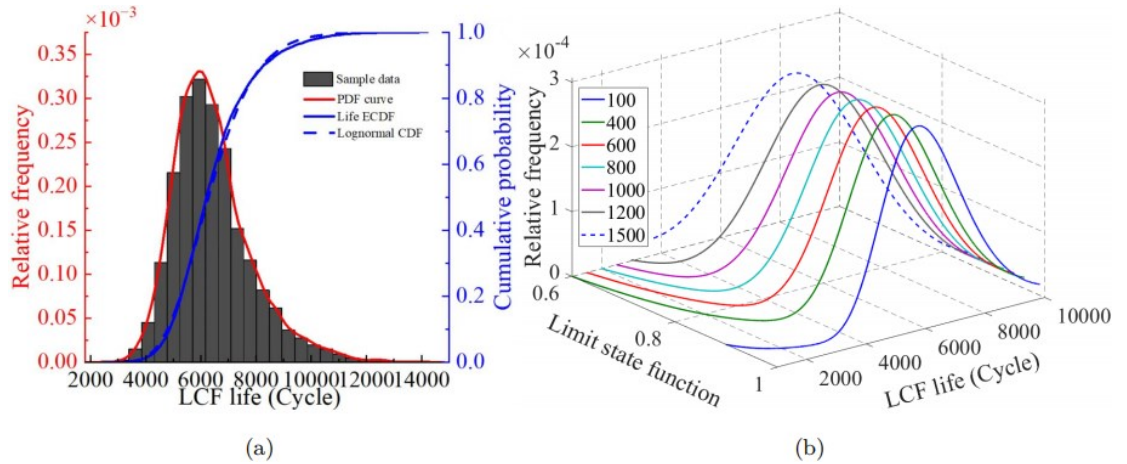 ×10⁻³
0.35
0.30
0.25
0.20
0.15
0.10
0.05
0.00
Relative frequency
1.0
0.8
0.6
0.4
0.2
0.0
Cumulative probability
Sample data
PDF curve
Life ECDF
Lognormal CDF
2000 4000 6000 8000 10000 12000 14000
LCF life (Cycle)
(a)
×10⁻⁴
3
2
1
0
Relative frequency
100
400
600
800
1000
1200
1500
0.6
0.8
1
Limit state function
2000
4000
6000
8000
10000
LCF life (Cycle)
(b)